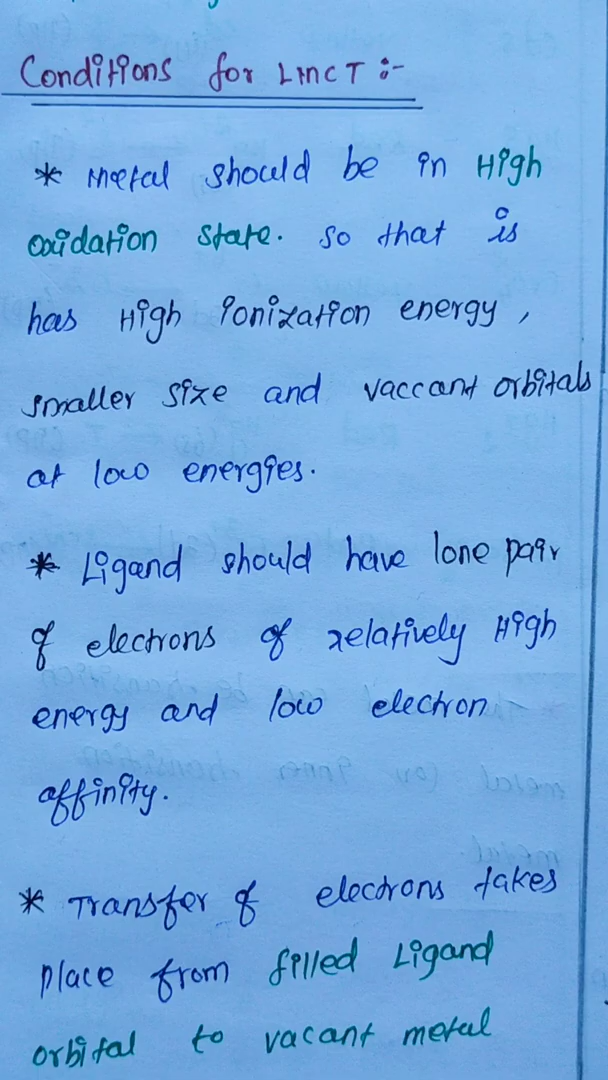 Conditions for LMCT :-
* Metal should be in High
oxidation state. so that is
has High ionization energy,
smaller size and vaccant orbitals
at low energies.
* Ligand should have lone pair
of electrons of relatively High
energy and low electron
affinity.
* Transfer of electrons takes
place from filled Ligand
orbital to vacant metal